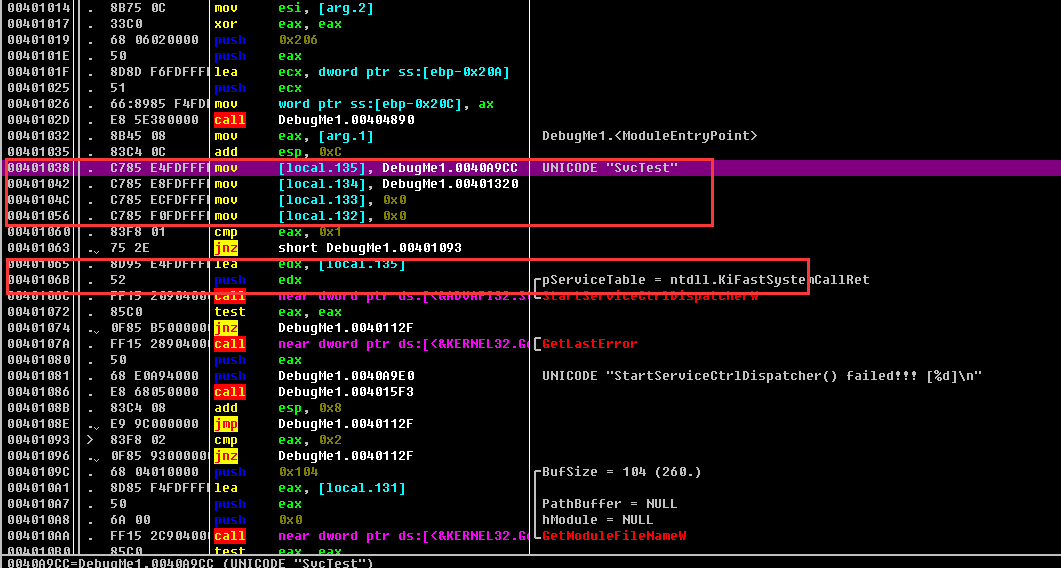 00401014 . 8B75 0C mov esi, [arg.2]
00401017 . 33C0 xor eax, eax
00401019 . 68 06020000 push 0x206
0040101E . 50 push eax
0040101F . 8D8D F6FDFFF lea ecx, dword ptr ss:[ebp-0x20A]
00401025 . 51 push ecx
00401026 . 66:8985 F4FD mov word ptr ss:[ebp-0x20C], ax
0040102D . E8 5E380000 call DebugMe1.00404890
00401032 . 8B45 08 mov eax, [arg.1] DebugMe1.<ModuleEntryPoint>
00401035 . 83C4 0C add esp, 0xC
00401038 . C785 E4FDFFF mov [local.135], DebugMe1.0040A9CC UNICODE "SvcTest"
00401042 . C785 E8FDFFF mov [local.134], DebugMe1.00401320
0040104C . C785 ECFDFFF mov [local.133], 0x0
00401056 . C785 F0FDFFF mov [local.132], 0x0
00401060 . 83F8 01 cmp eax, 0x1
00401063 .. 75 2E jnz short DebugMe1.00401093
00401065 . 8D95 E4FDFFF lea edx, [local.135]
0040106B . 52 push edx pServiceTable = ntdll.KiFastSystemCallRet
0040106C . FF15 20904000 call near dword ptr ds:[<&ADVAPI32.S StartServiceCtrlDispatcherW
00401072 . 85C0 test eax, eax
00401074 .. 0F85 B5000000 jnz DebugMe1.0040112F
0040107A . FF15 28904000 call near dword ptr ds:[<&KERNEL32.G GetLastError
00401080 . 50 push eax
00401081 . 68 E0A94000 push DebugMe1.0040A9E0 UNICODE "StartServiceCtrlDispatcher() failed!!! [%d]\n"
00401086 . E8 68050000 call DebugMe1.004015F3
0040108B . 83C4 08 add esp, 0x8
0040108E .. E9 9C000000 jmp DebugMe1.0040112F
00401093 > 83F8 02 cmp eax, 0x2
00401096 .. 0F85 93000000 jnz DebugMe1.0040112F
0040109C . 68 04010000 push 0x104 BufSize = 104 (260.)
004010A1 . 8D85 F4FDFFF lea eax, [local.131]
004010A7 . 50 push eax PathBuffer = NULL
004010A8 . 6A 00 push 0x0 hModule = NULL
004010AA . FF15 2C904000 call near dword ptr ds:[<&KERNEL32.G GetModuleFileNameW
004010B0 . 85C0 test eax, eax
0040A9CC=DebugMe1.0040A9CC (UNICODE "SvcTest")